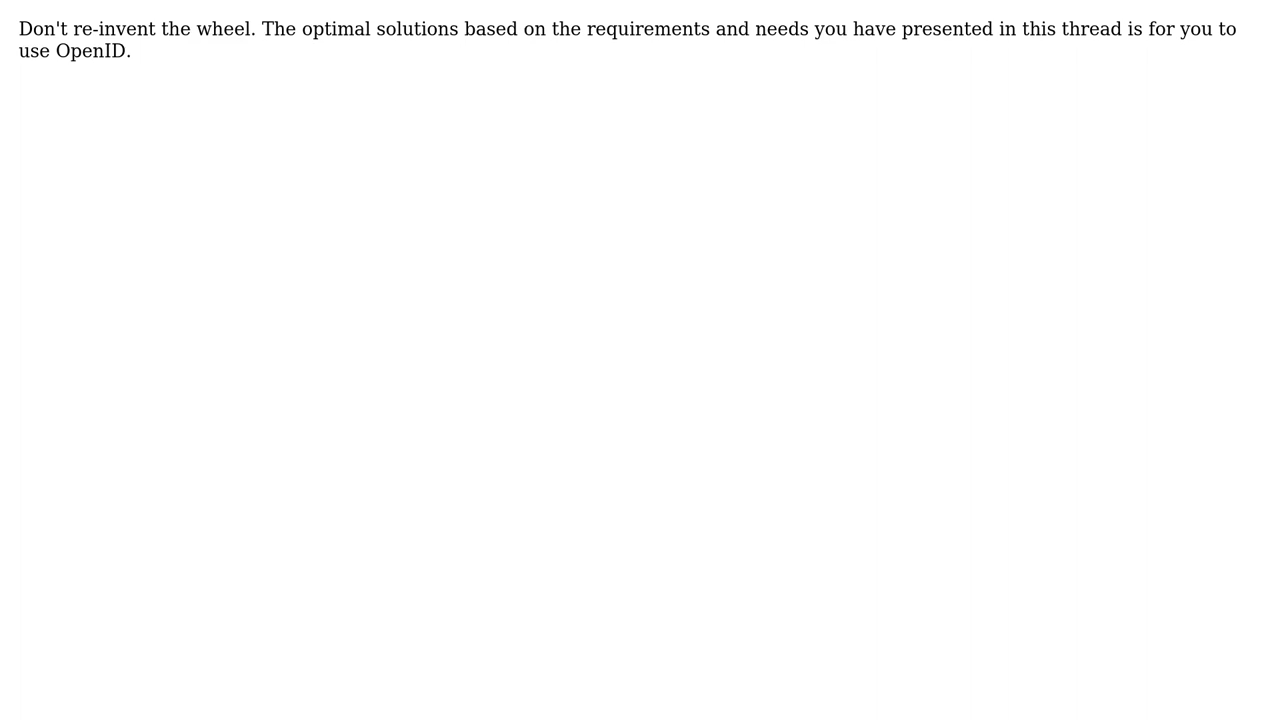 Don't re-invent the wheel. The optimal solutions based on the requirements and needs you have presented in this thread is for you to
use OpenID.